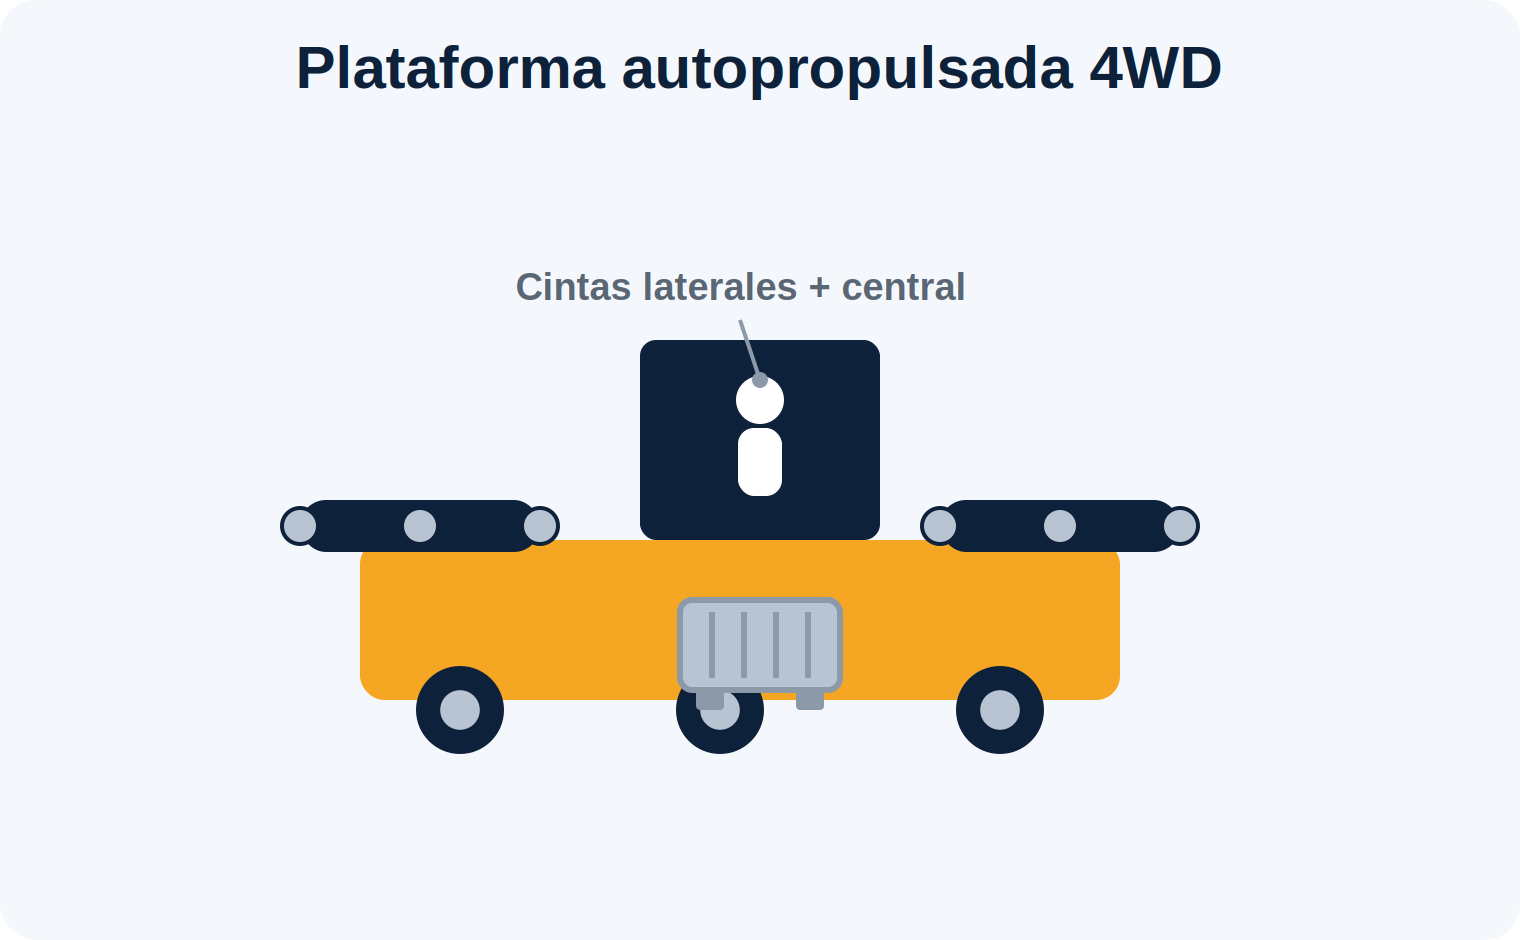 Plataforma autopropulsada 4WD
Cintas laterales + central